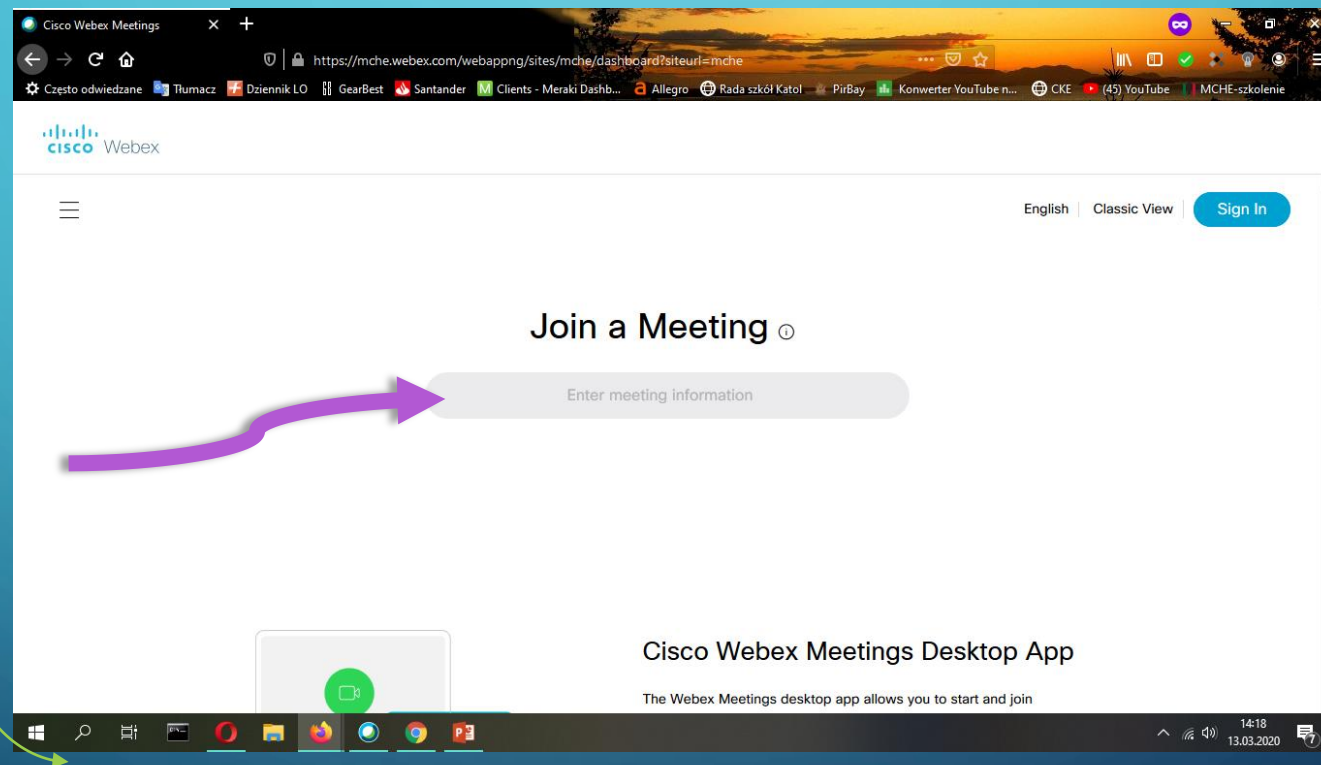 Cisco Webex Meetings
https://mche.webex.com/webappng/sites/mche/dashboard?siteurl=mche
Często odwiedzane Tłumacz Dziennik LO GearBest Santander Clients - Meraki Dashb... Allegro Rada szkół Katol PirBay Konwerter YouTube n... CKE (45) YouTube MCHE-szkolenie
CISCO Webex
English Classic View Sign In
Join a Meeting
Enter meeting information
Cisco Webex Meetings Desktop App
The Webex Meetings desktop app allows you to start and join
14:18
13.03.2020
7